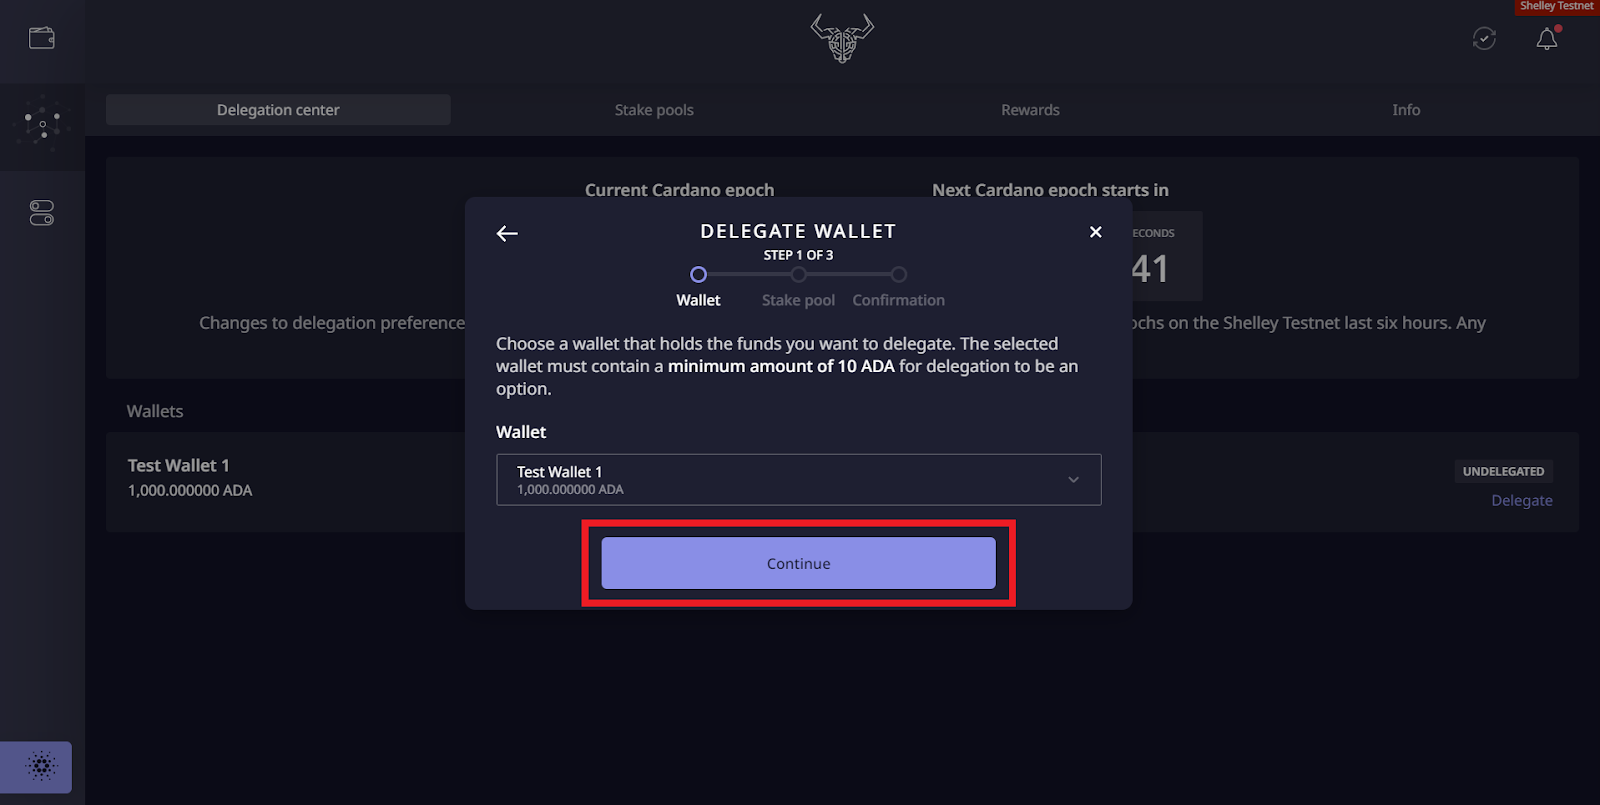 Shelley Testnet
Delegation center
Stake pools
Rewards
Info
Current Cardano epoch
Next Cardano epoch starts in
41
Changes to delegation preference
on the Shelley Testnet last six hours. Any
DELEGATE WALLET
STEP 1 OF 3
Wallet
Stake pool
Confirmation
Choose a wallet that holds the funds you want to delegate. The selected
wallet must contain a minimum amount of 10 ADA for delegation to be an
option.
Wallet
Test Wallet 1
1,000.000000 ADA
Continue
Wallets
Test Wallet 1
1,000.000000 ADA
UNDELEGATED
Delegate